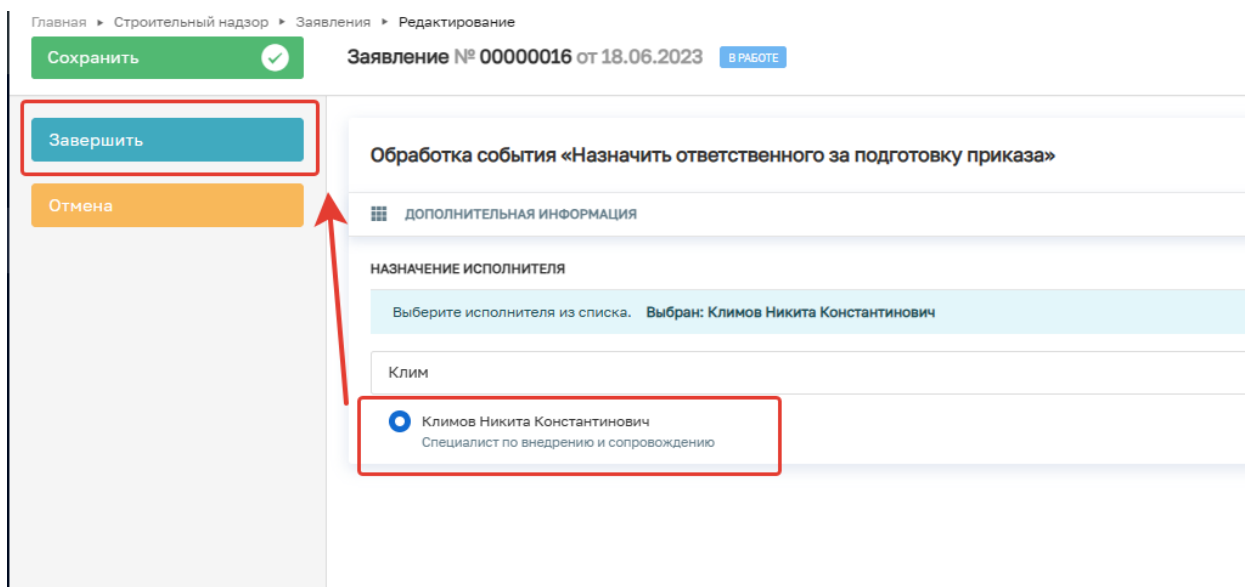 Главная ▸ Строительный надзор ▸ Заявления ▸ Редактирование
Сохранить
Заявление № 00000016 от 18.06.2023 В РАБОТЕ
Завершить
Обработка события «Назначить ответственного за подготовку приказа»
Отмена
ДОПОЛНИТЕЛЬНАЯ ИНФОРМАЦИЯ
НАЗНАЧЕНИЕ ИСПОЛНИТЕЛЯ
Выберите исполнителя из списка. Выбран: Климов Никита Константинович
Клим
Климов Никита Константинович
Специалист по внедрению и сопровождению